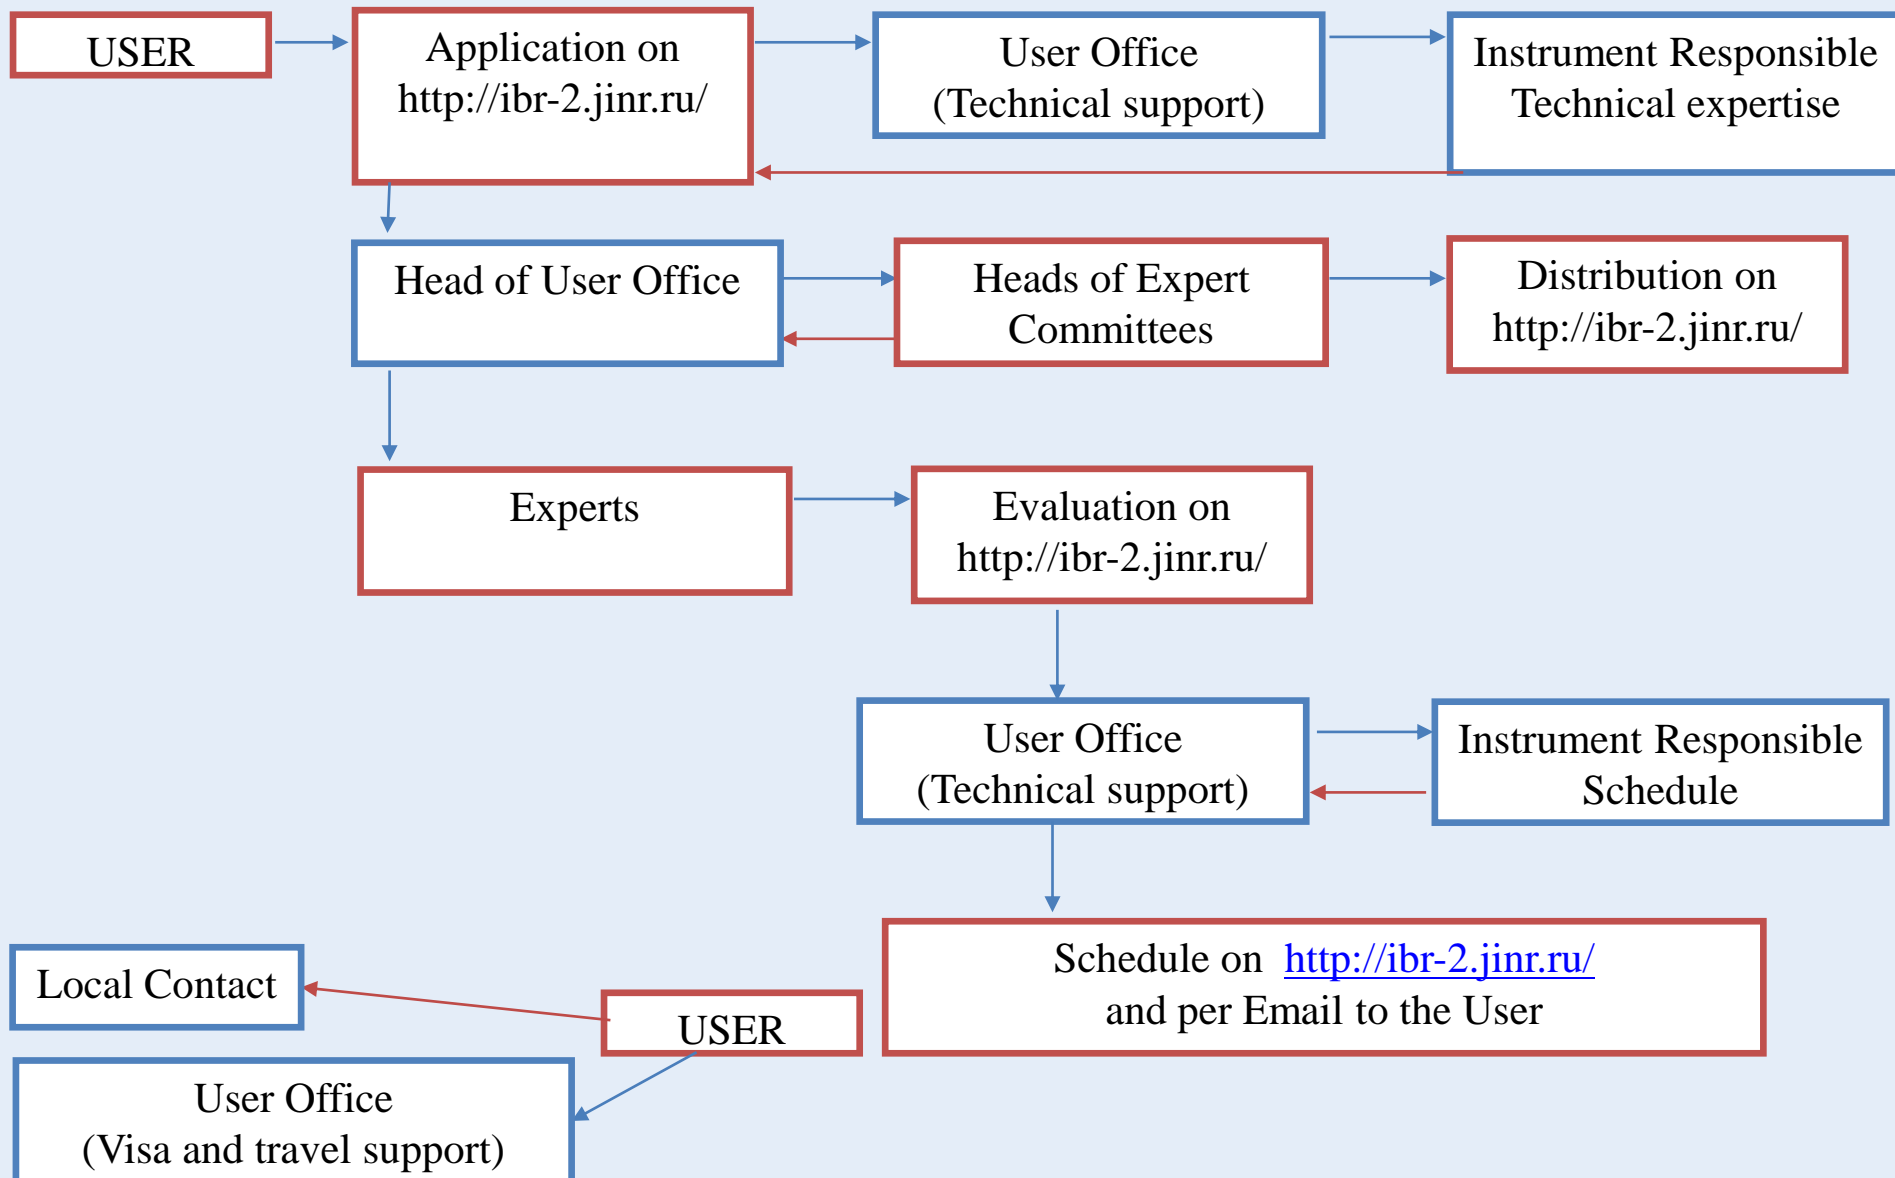 USER
Application on
http://ibr-2.jinr.ru/
User Office
(Technical support)
Instrument Responsible
Technical expertise
Head of User Office
Heads of Expert
Committees
Distribution on
http://ibr-2.jinr.ru/
Experts
Evaluation on
http://ibr-2.jinr.ru/
User Office
(Technical support)
Instrument Responsible
Schedule
Schedule on http://ibr-2.jinr.ru/
and per Email to the User
Local Contact
USER
User Office
(Visa and travel support)